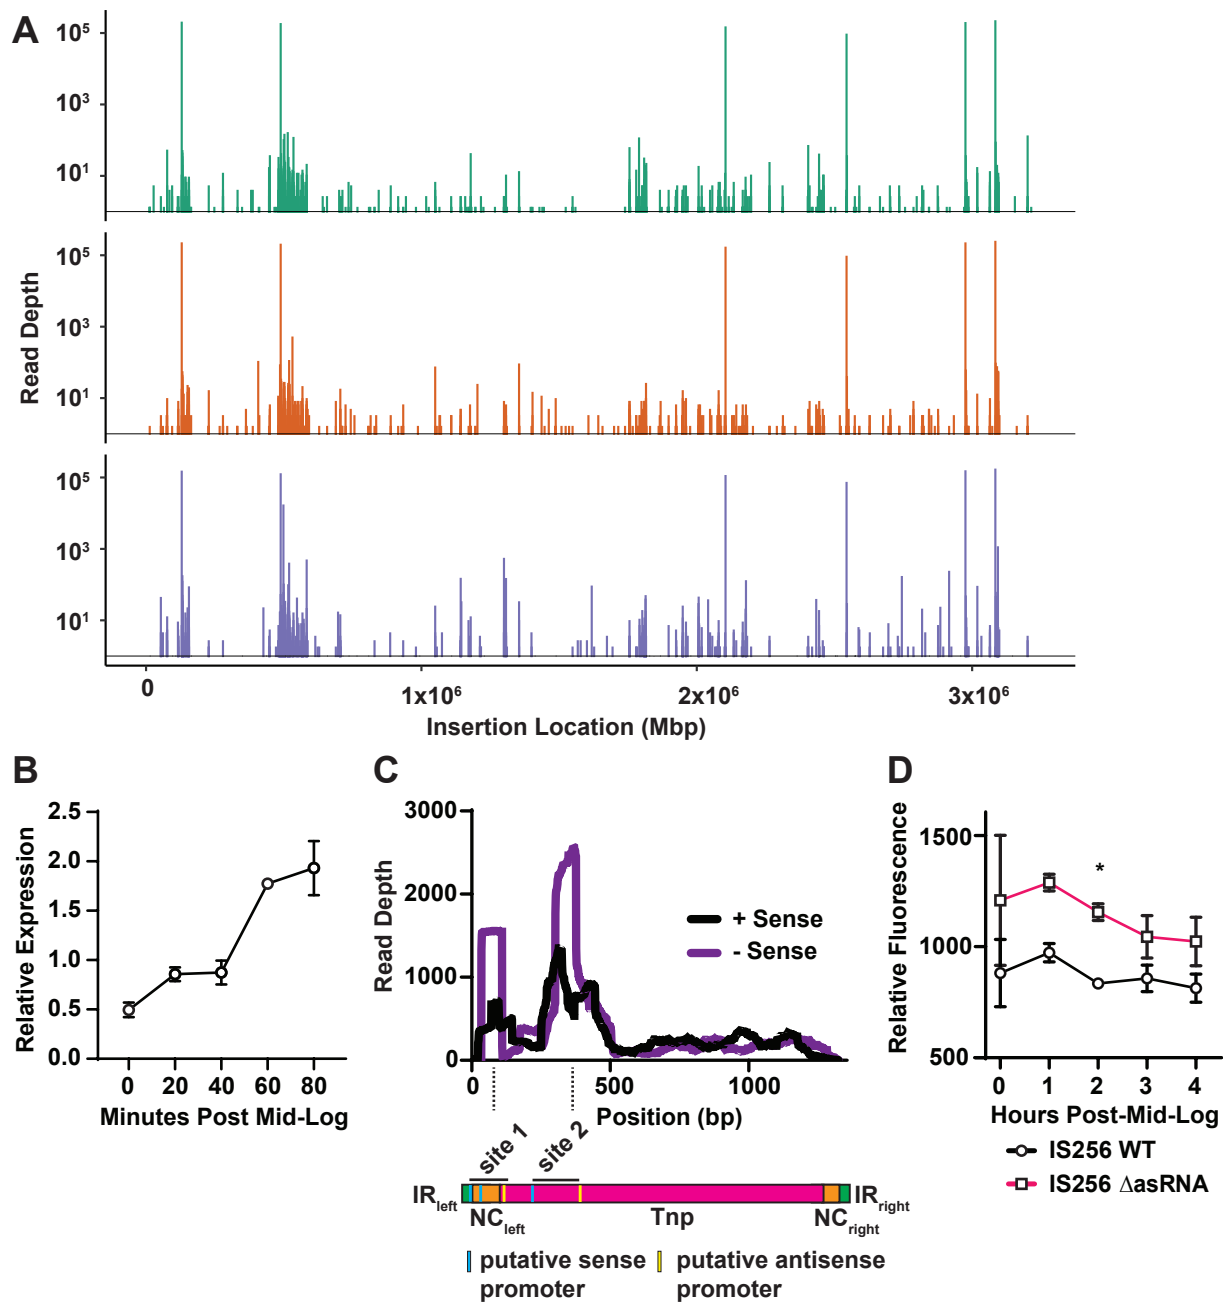 A
10⁵
10³
10¹
10⁵
10³
10¹
10⁵
10³
10¹
Read Depth
0
1x10⁶
2x10⁶
3x10⁶
Insertion Location (Mbp)
B
2.5
2.0
1.5
1.0
0.5
0.0
Relative Expression
0 20 40 60 80
Minutes Post Mid-Log
C
3000
2000
1000
0
Read Depth
+ Sense
- Sense
0 500 1000
Position (bp)
site 1
site 2
IR_left
NC_left
Tnp
NC_right
IR_right
putative sense
promoter
putative antisense
promoter
D
1500
1000
500
Relative Fluorescence
*
0 1 2 3 4
Hours Post-Mid-Log
IS256 WT
IS256 ΔasRNA